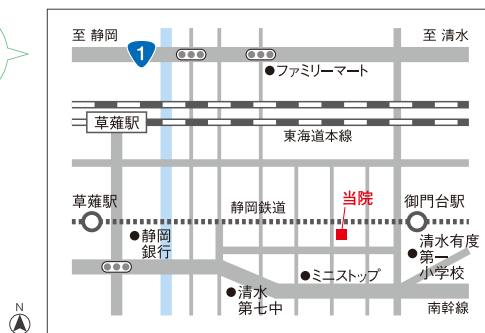 至 静岡
至 清水
1
ファミリーマート
草薙駅
東海道本線
当院
草薙駅
静岡鉄道
御門台駅
静岡
銀行
清水有度
第一
小学校
ミニストップ
清水
第七中
南幹線
N